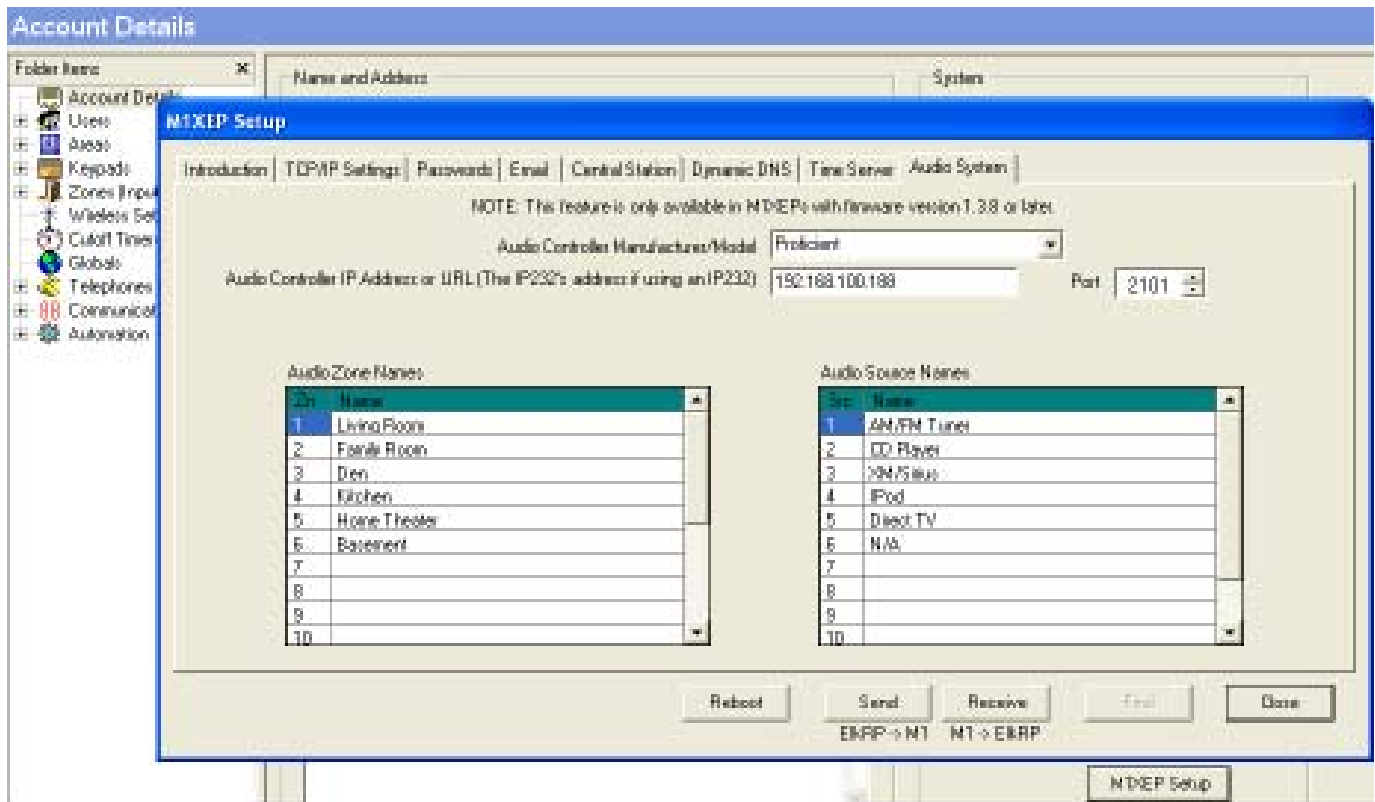 Account Details
Folder Items
Account Details
Users
Areas
Keypads
Zones (Input
Wireless Set
Cutoff Timers
Globals
Telephones
Communicat
Automation
Name and Address
System
M1XEP Setup
Introduction
TCP/IP Settings
Passwords
Email
Central Station
Dynamic DNS
Time Server
Audio System
NOTE: This feature is only available in M1XEPs with firmware version 1.3.8 or later.
Audio Controller Manufacturer/Model
Proficient
Audio Controller IP Address or URL (The IP232's address if using an IP232)
192.168.100.188
Port
2101
Audio Zone Names
Zn Name
1 Living Room
2 Family Room
3 Den
4 Kitchen
5 Home Theater
6 Basement
7
8
9
10
Audio Source Names
Src Name
1 AM/FM Tuner
2 CD Player
3 XM/Sirius
4 iPod
5 Direct TV
6 N/A
7
8
9
10
Reboot
Send
Receive
Find
Close
ElkRP -> M1
M1 -> ElkRP
M1XEP Setup